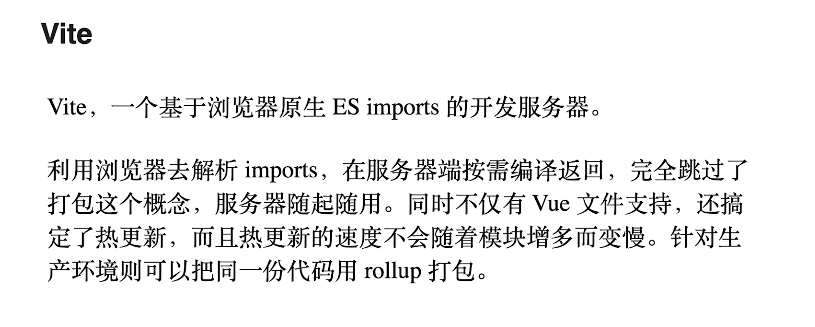 Vite
Vite，一个基于浏览器原生 ES imports 的开发服务器。
利用浏览器去解析 imports，在服务器端按需编译返回，完全跳过了
打包这个概念，服务器随起随用。同时不仅有 Vue 文件支持，还搞
定了热更新，而且热更新的速度不会随着模块增多而变慢。针对生
产环境则可以把同一份代码用 rollup 打包。